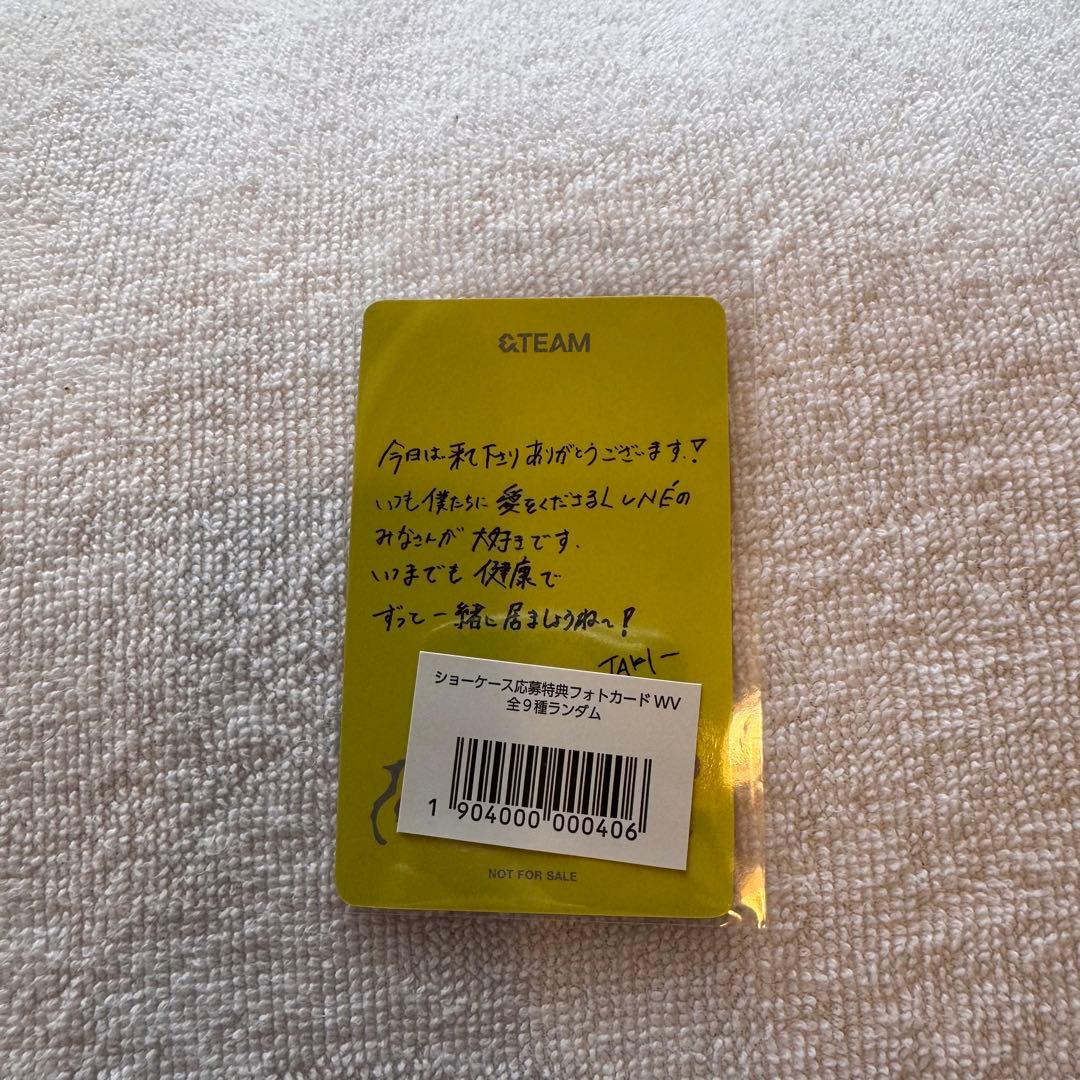 &TEAM
今日は来て下さりありがとうございます!
いつも僕たちに愛をくださるLUNÉの
みなさんが大好きです.
いつまでも健康で
ずっと一緒に居ましょうね〜!
ショーケース応募特典フォトカード WV
全9種ランダム
1 904000 000406
NOT FOR SALE